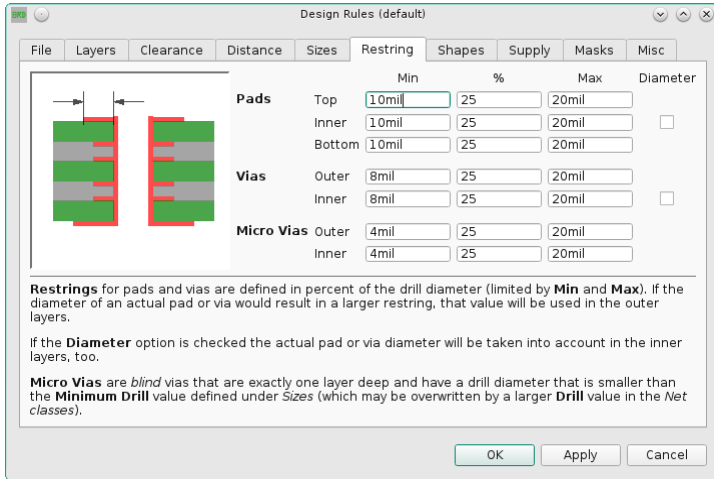 BRD
Design Rules (default)
File Layers Clearance Distance Sizes Restring Shapes Supply Masks Misc
Min % Max Diameter
Pads Top 10mil 25 20mil
Inner 10mil 25 20mil
Bottom 10mil 25 20mil
Vias Outer 8mil 25 20mil
Inner 8mil 25 20mil
Micro Vias Outer 4mil 25 20mil
Inner 4mil 25 20mil
Restrings for pads and vias are defined in percent of the drill diameter (limited by Min and Max). If the
diameter of an actual pad or via would result in a larger restring, that value will be used in the outer
layers.
If the Diameter option is checked the actual pad or via diameter will be taken into account in the inner
layers, too.
Micro Vias are blind vias that are exactly one layer deep and have a drill diameter that is smaller than
the Minimum Drill value defined under Sizes (which may be overwritten by a larger Drill value in the Net
classes).
OK Apply Cancel